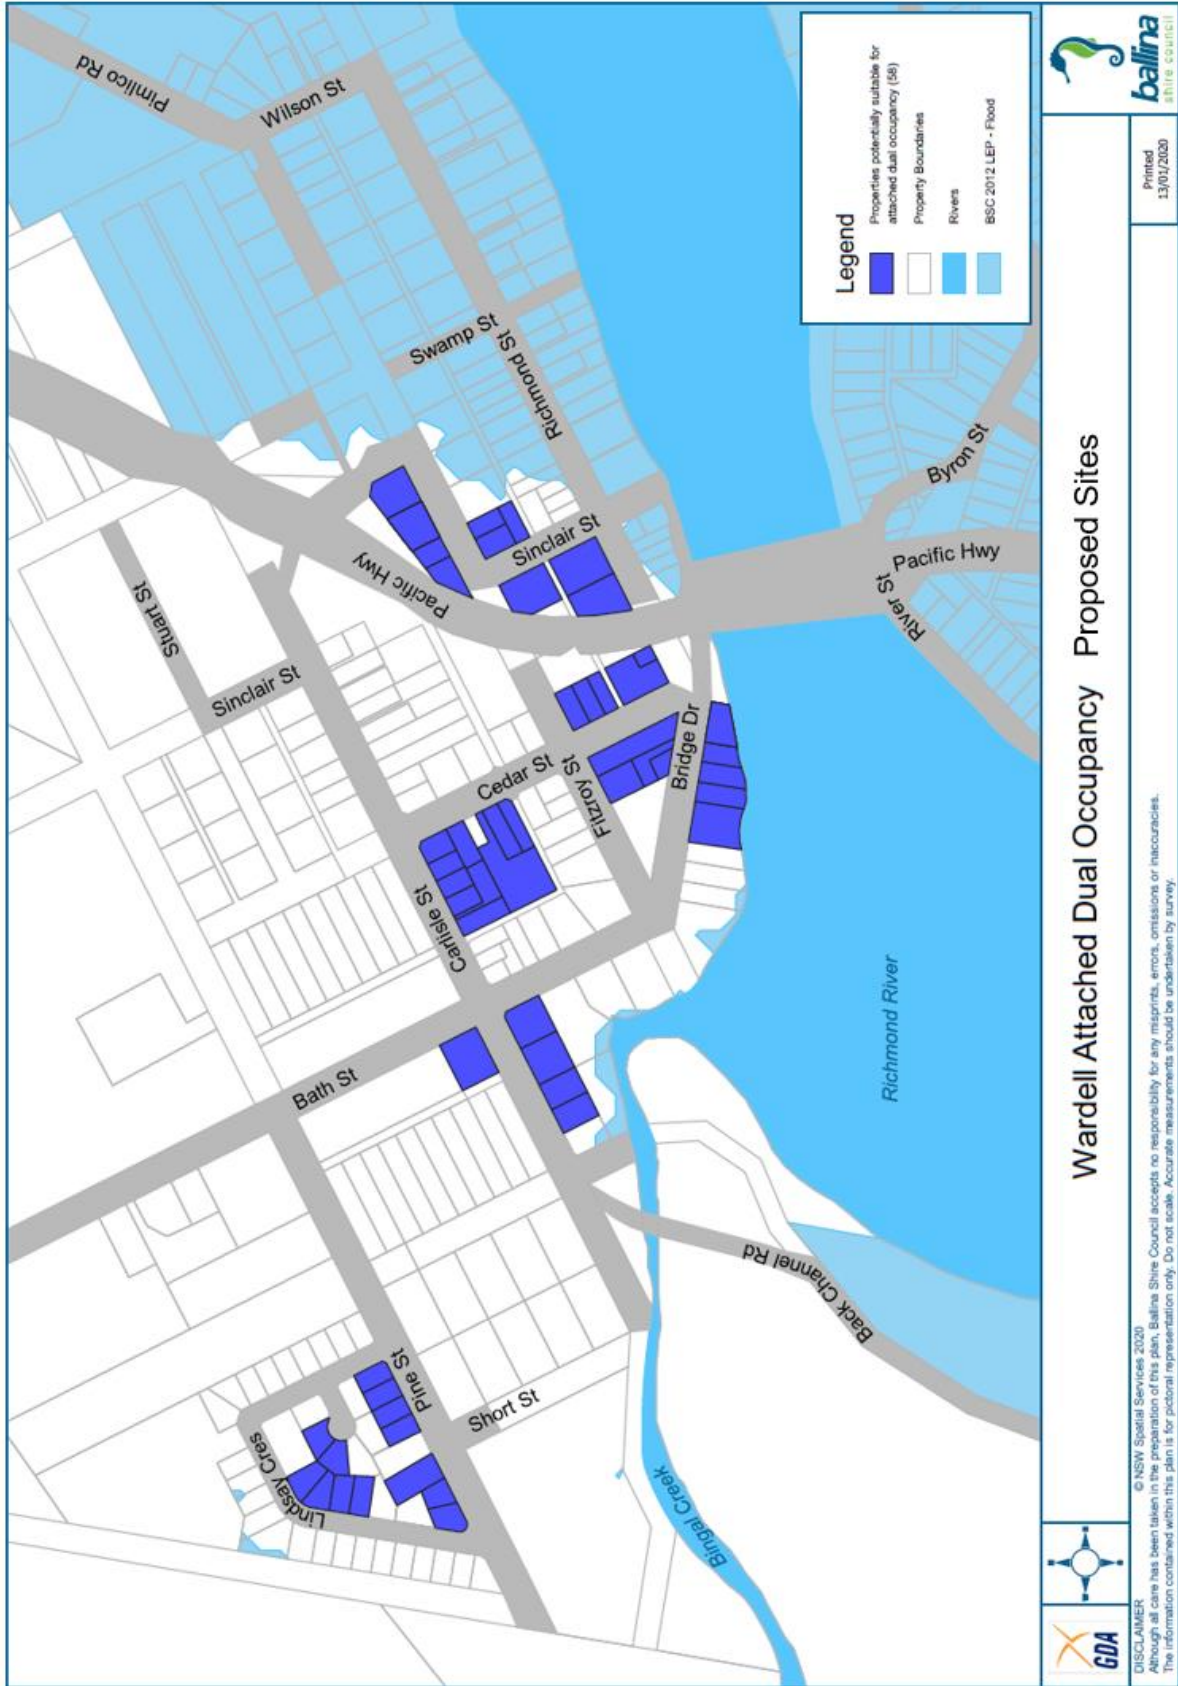 Pimlico Rd
Wilson St
Swamp St
Richmond St
Stuart St
Sinclair St
Pacific Hwy
Sinclair St
Cedar St
Fitzroy St
Bridge Dr
Carlisle St
Bath St
Byron St
Pacific Hwy
River St
Richmond River
Back Channel Rd
Lindsay Cres
Pine St
Short St
Bingal Creek
Legend
Properties potentially suitable for
attached dual occupancy (58)
Property Boundaries
Rivers
BSC 2012 LEP - Flood
GDA
Wardell Attached Dual Occupancy Proposed Sites
ballina
shire council
DISCLAIMER
© NSW Spatial Services 2020
Although all care has been taken in the preparation of this plan, Ballina Shire Council accepts no responsibility for any misprints, errors, omissions or inaccuracies.
The information contained within this plan is for pictoral representation only. Do not scale. Accurate measurements should be undertaken by survey.
Printed
13/01/2020